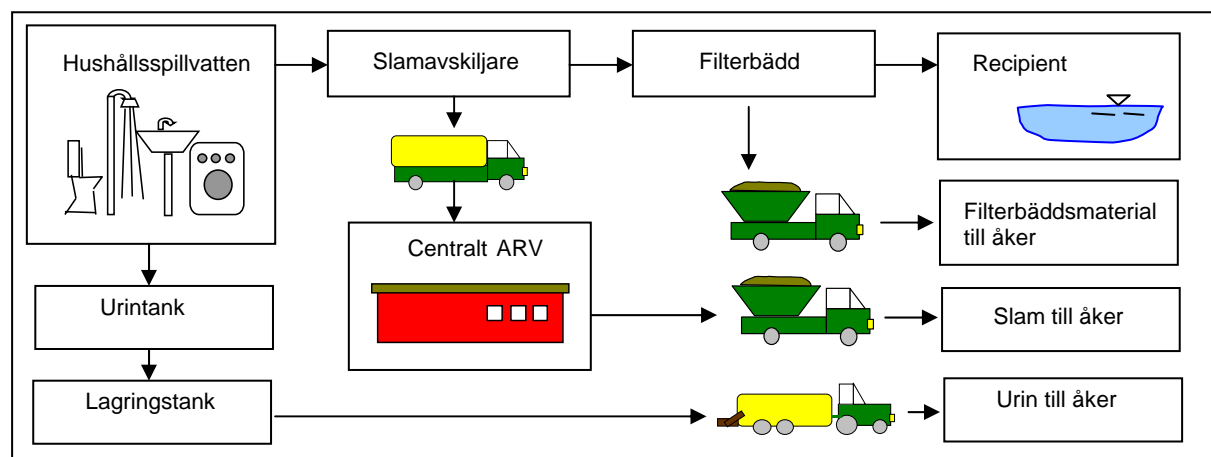 Hushållsspillvatten
Slamavskiljare
Filterbädd
Recipient
Filterbäddsmaterial
till åker
Centralt ARV
Urintank
Slam till åker
Lagringstank
Urin till åker